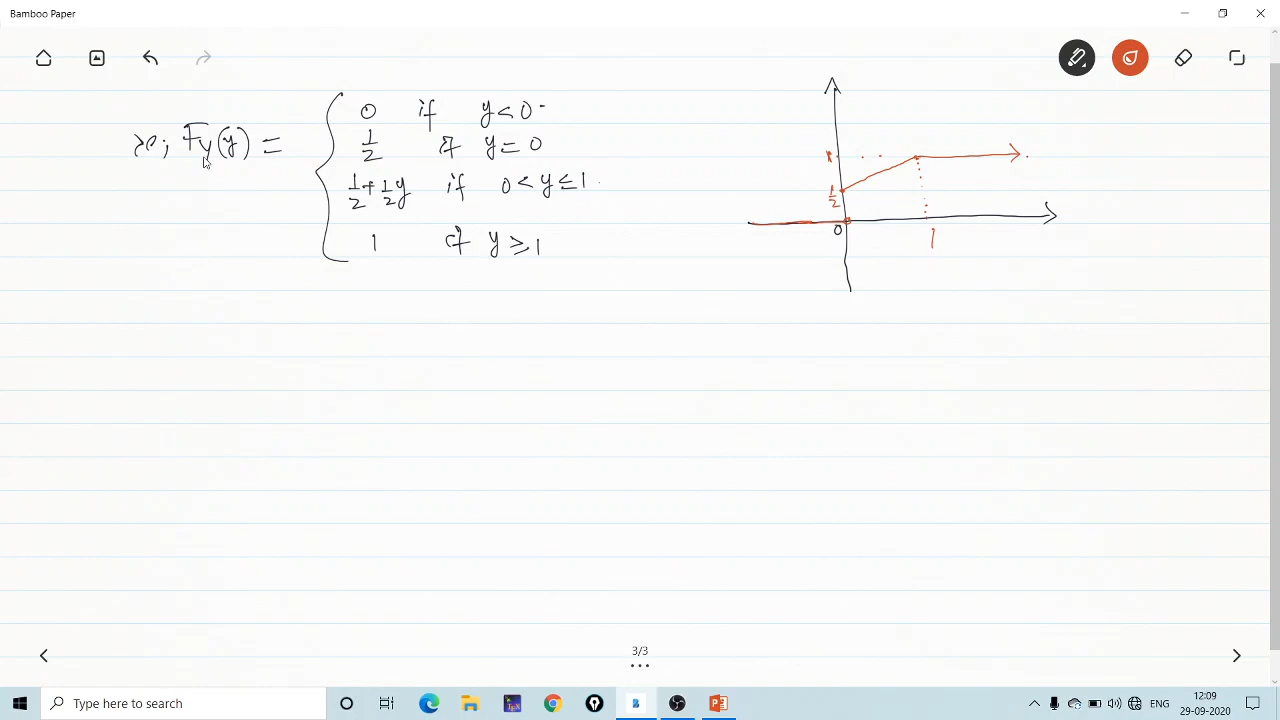 Bamboo Paper
so; Fy(y) =
0 if y < 0
1/2 if y = 0
1/2 + 1/2 y if 0 < y ≤ 1
1 if y ≥ 1
1
1/2
0
1
3/3
Type here to search
ENG
12:09
29-09-2020